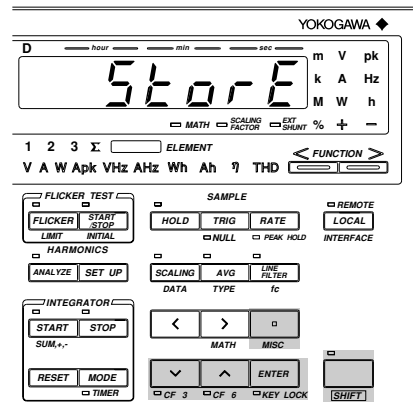 YOKOGAWA
D hour min sec m V pk
StorE k A Hz
M W h
MATH SCALING FACTOR EXT SHUNT % + −
1 2 3 Σ ELEMENT
< FUNCTION >
V A W Apk VHz AHz Wh Ah η THD
FLICKER TEST SAMPLE
REMOTE
FLICKER START /STOP HOLD TRIG RATE LOCAL
LIMIT INITIAL NULL PEAK HOLD INTERFACE
HARMONICS
ANALYZE SET UP SCALING AVG LINE FILTER
DATA TYPE fc
INTEGRATOR
START STOP < >
SUM,+,- MATH MISC
RESET MODE ENTER
TIMER CF 3 CF 6 KEY LOCK SHIFT